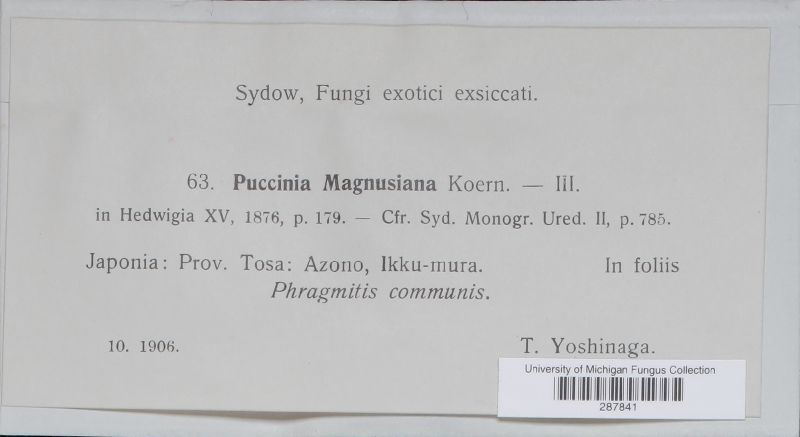 Sydow, Fungi exotici exsiccati.
63. Puccinia Magnusiana Koern. — III.
in Hedwigia XV, 1876, p. 179. — Cfr. Syd. Monogr. Ured. II, p. 785.
Japonia: Prov. Tosa: Azono, Ikku-mura. In foliis
Phragmitis communis.
10. 1906. T. Yoshinaga.
University of Michigan Fungus Collection
287841